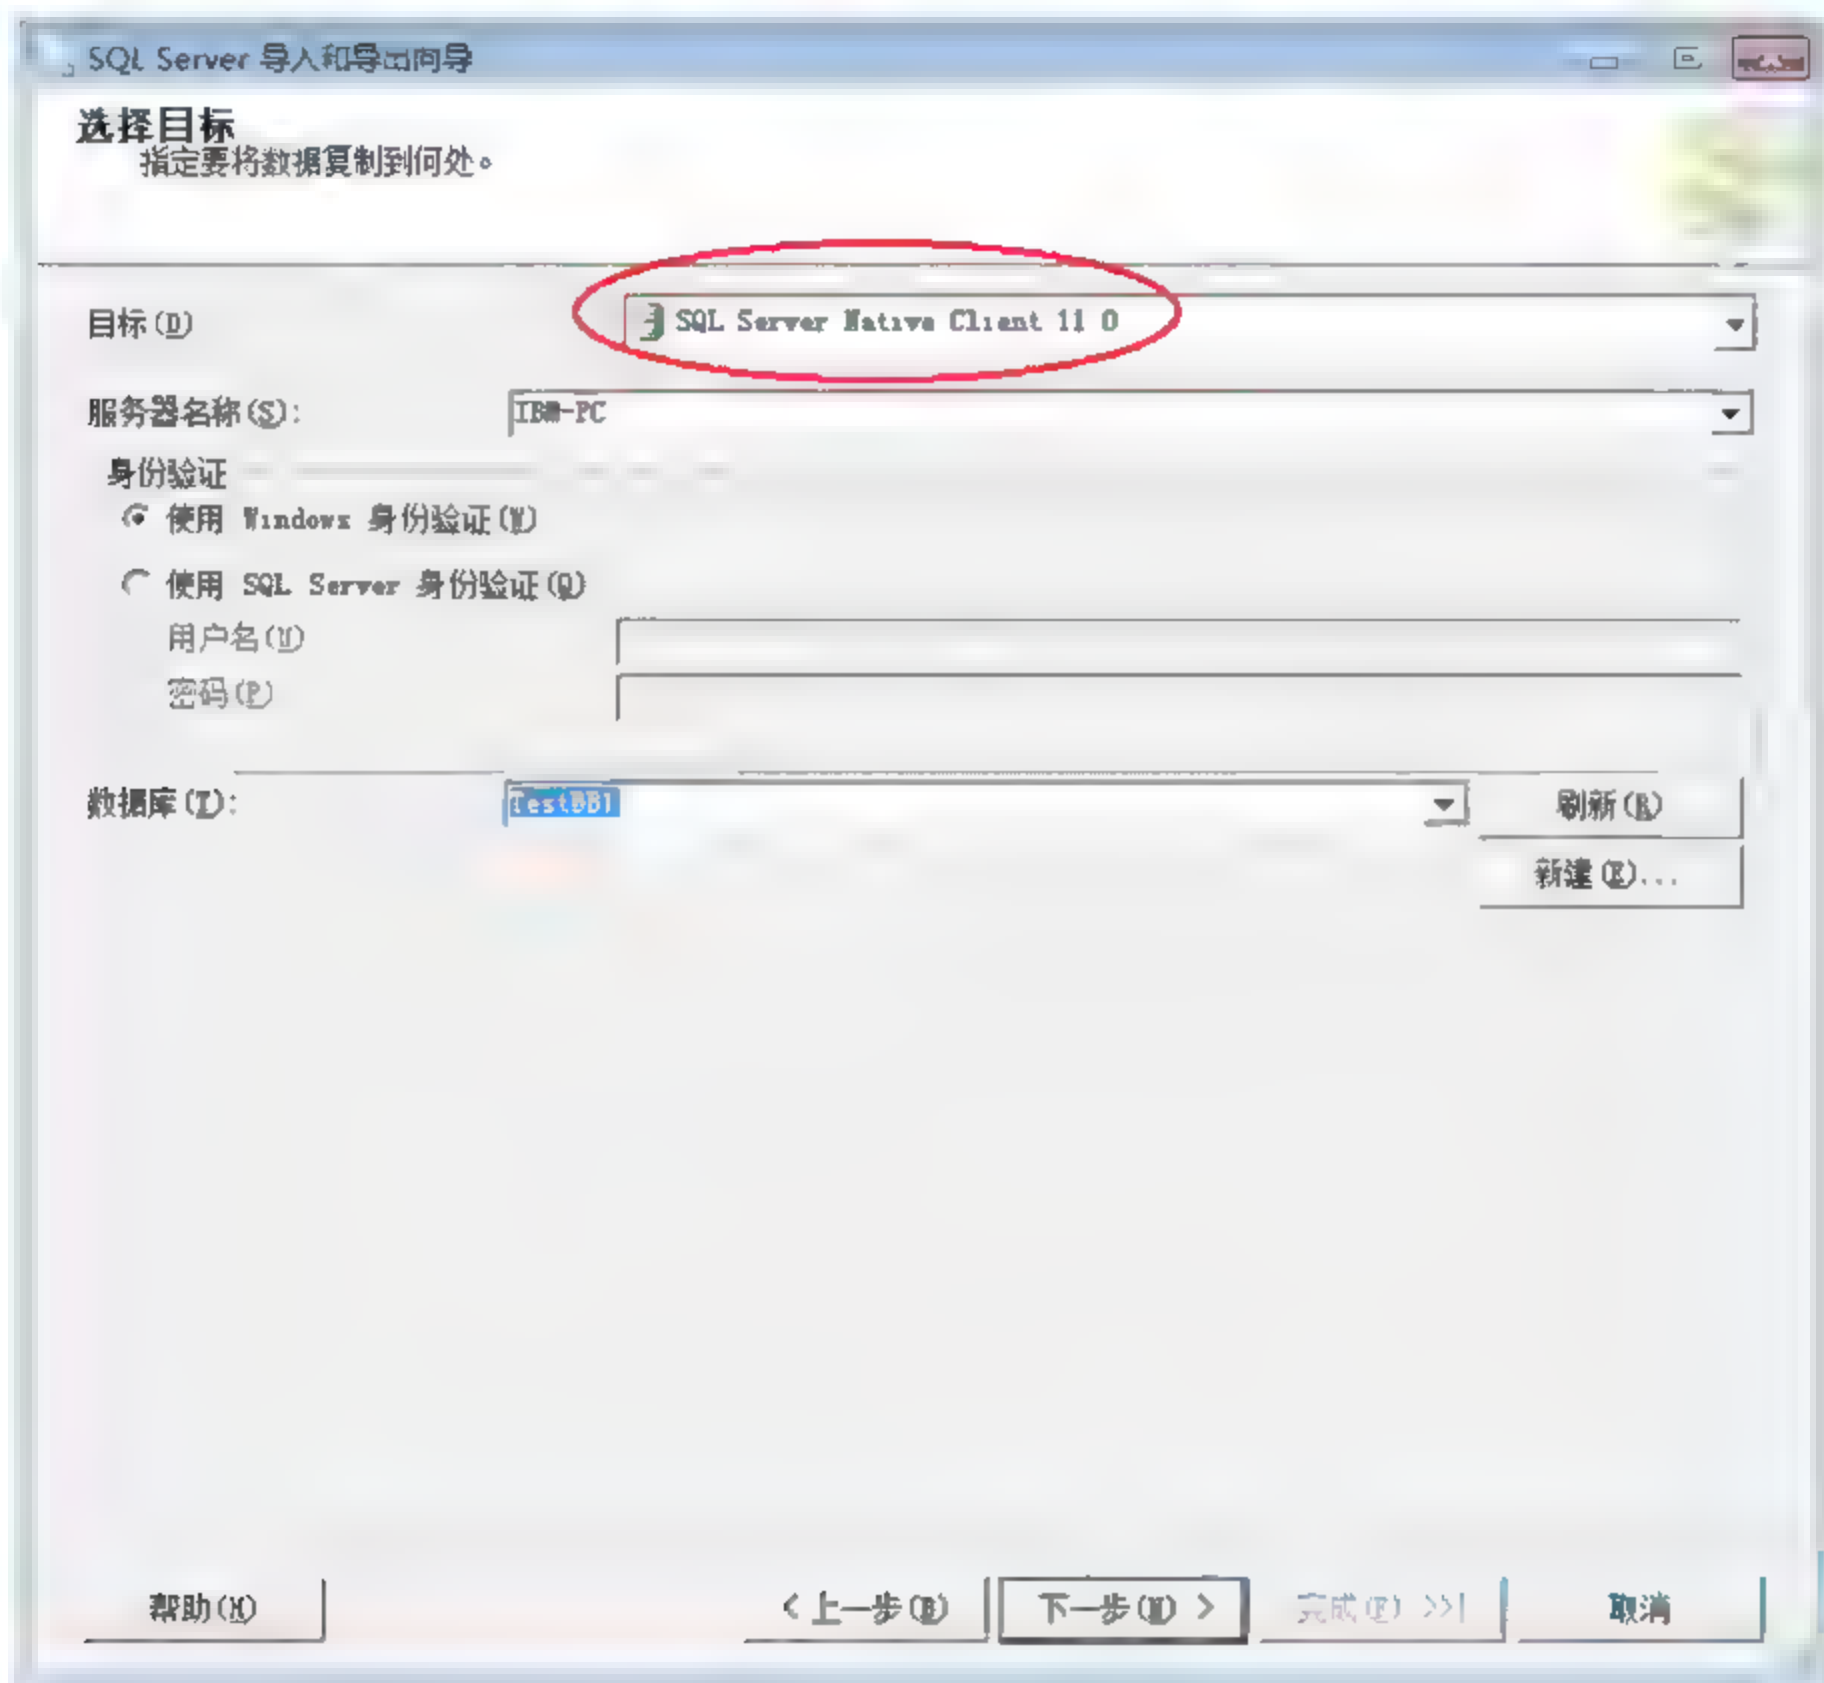 SQL Server 导入和导出向导
选择目标
指定要将数据复制到何处。
目标(D)
SQL Server Native Client 11 0
服务器名称(S):
IBM-PC
身份验证
使用 Windows 身份验证(W)
使用 SQL Server 身份验证(Q)
用户名(U)
密码(P)
数据库(T):
刷新(R)
新建(E)...
帮助(H)
< 上一步(B)
下一步(N) >
完成(F) >>|
取消